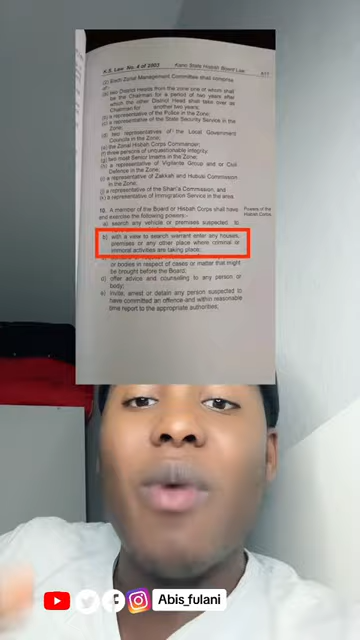 K.S. Law No. 4 of 2003 Kano State Hisbah Board Law A11
(2) Each Zonal Management Committee shall comprise
of:-
(a) two District Heads from the zone one of whom shall
be the Chairman for a period of two years after
which the other District Head shall take over as
Chairman for another two years;
(b) a representative of the Police in the Zone;
(c) a representative of the State Security Service in the
Zone;
(d) two representatives of the Local Government
Councils in the Zone;
(e) the Zonal Hisbah Corps Commander;
(f) three persons of unquestionable integrity;
(g) two most Senior Imams in the Zone;
(h) a representative of Vigilante Group and or Civil
Defence in the Zone;
(i) a representative of Zakkah and Hubusi Commission
in the Zone;
(j) a representative of the Shari'a Commission; and
(k) a representative of Immigration Service in the area
10. A member of the Board or Hisbah Corps shall have
and exercise the following powers:-
Powers of the
Hisbah Corps.
a) search any vehicle or premises suspected, to
b) with a view to search warrant enter any houses,
premises or any other place where criminal or
immoral activities are taking place;
or bodies in respect of cases or matter that might
be brought before the Board;
d) offer advice and counselling to any person or
body;
e) invite, arrest or detain any person suspected to
have committed an offence and within reasonable
time report to the appropriate authorities,
Abis_fulani